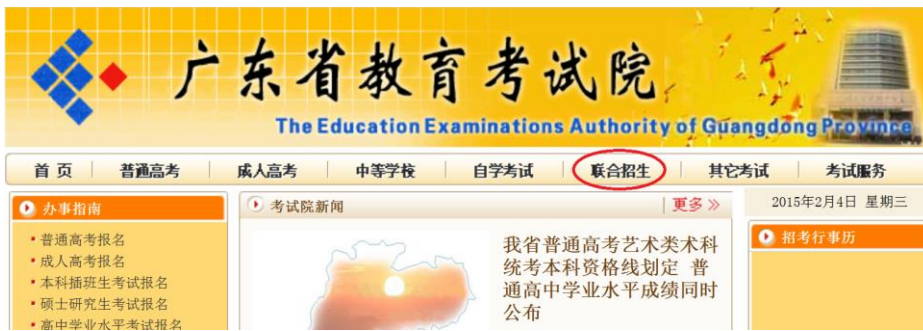 广东省教育考试院
The Education Examinations Authority of Guangdong Province
首 页 普通高考 成人高考 中等学校 自学考试 联合招生 其它考试 考试服务
办事指南
普通高考报名
成人高考报名
本科插班生考试报名
硕士研究生考试报名
高中学业水平考试报名
考试院新闻 更多 »
我省普通高考艺术类术科
统考本科资格线划定 普
通高中学业水平成绩同时
公布
2015年2月4日 星期三
招考行事历